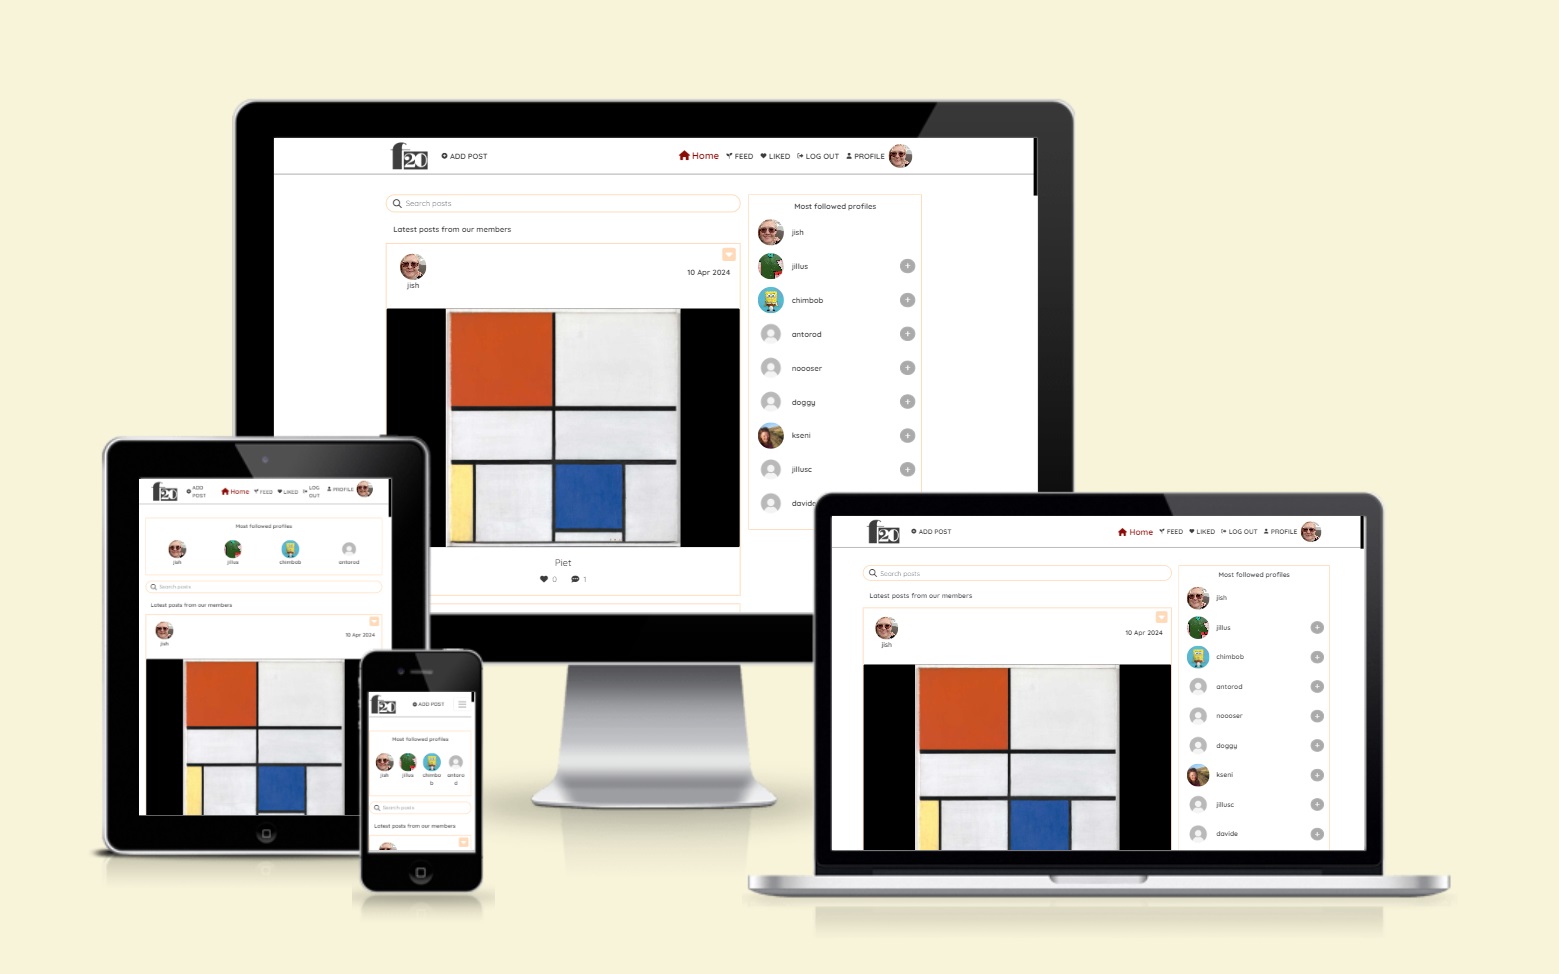 f20
ADD POST
Home
FEED
LIKED
LOG OUT
PROFILE
Search posts
Latest posts from our members
jish
10 Apr 2024
Piet
0
1
Most followed profiles
jish
jillus
chimbob
antorod
noooser
doggy
kseni
jillusc
davide
f20
ADD
POST
Home
FEED
LIKED
LOG
OUT
PROFILE
Most followed profiles
jish
jillus
chimbob
antorod
Search posts
Latest posts from our members
jish
10 Apr 2024
f20
ADD POST
Most followed profiles
jish
jillus
chimbo
b
antoro
d
Search posts
Latest posts from our members
f20
ADD POST
Home
FEED
LIKED
LOG OUT
PROFILE
Search posts
Latest posts from our members
jish
10 Apr 2024
Most followed profiles
jish
jillus
chimbob
antorod
noooser
doggy
kseni
jillusc
davide